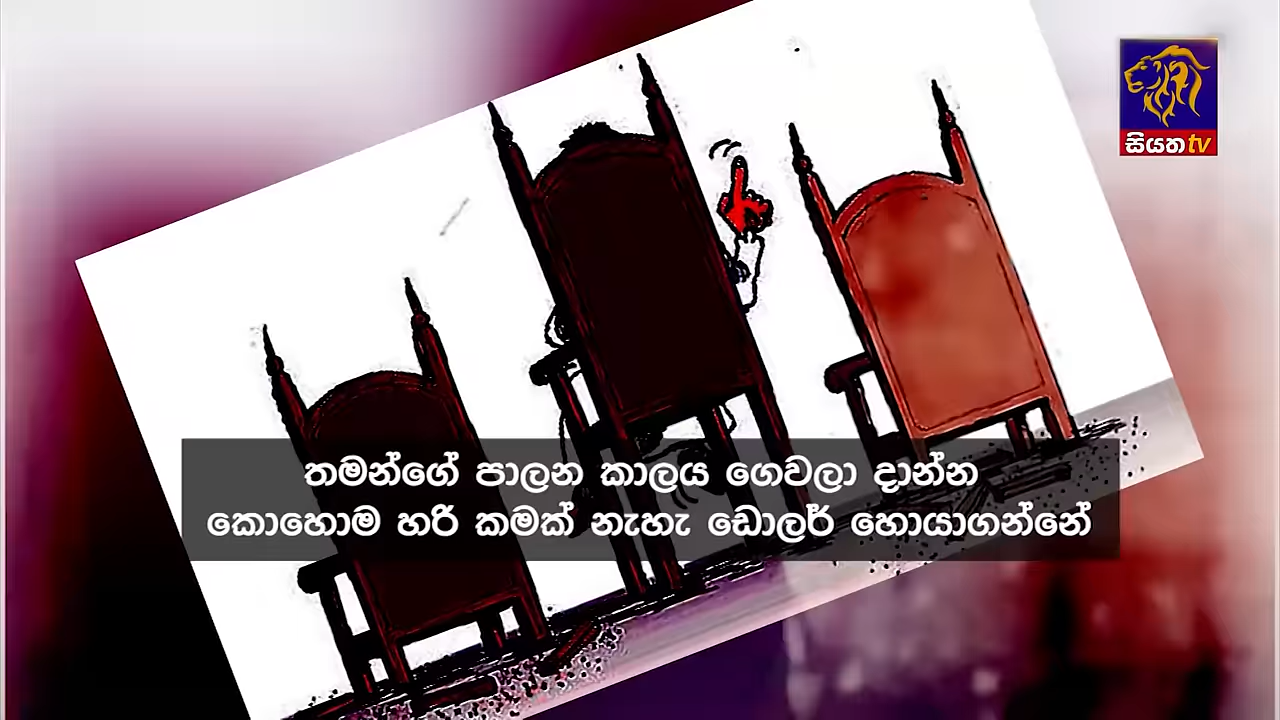 සියත tv
තමන්ගේ පාලන කාලය ගෙවලා දාන්න
කොහොම හරි කමක් නැහැ ඩොලර් හොයාගන්නේ